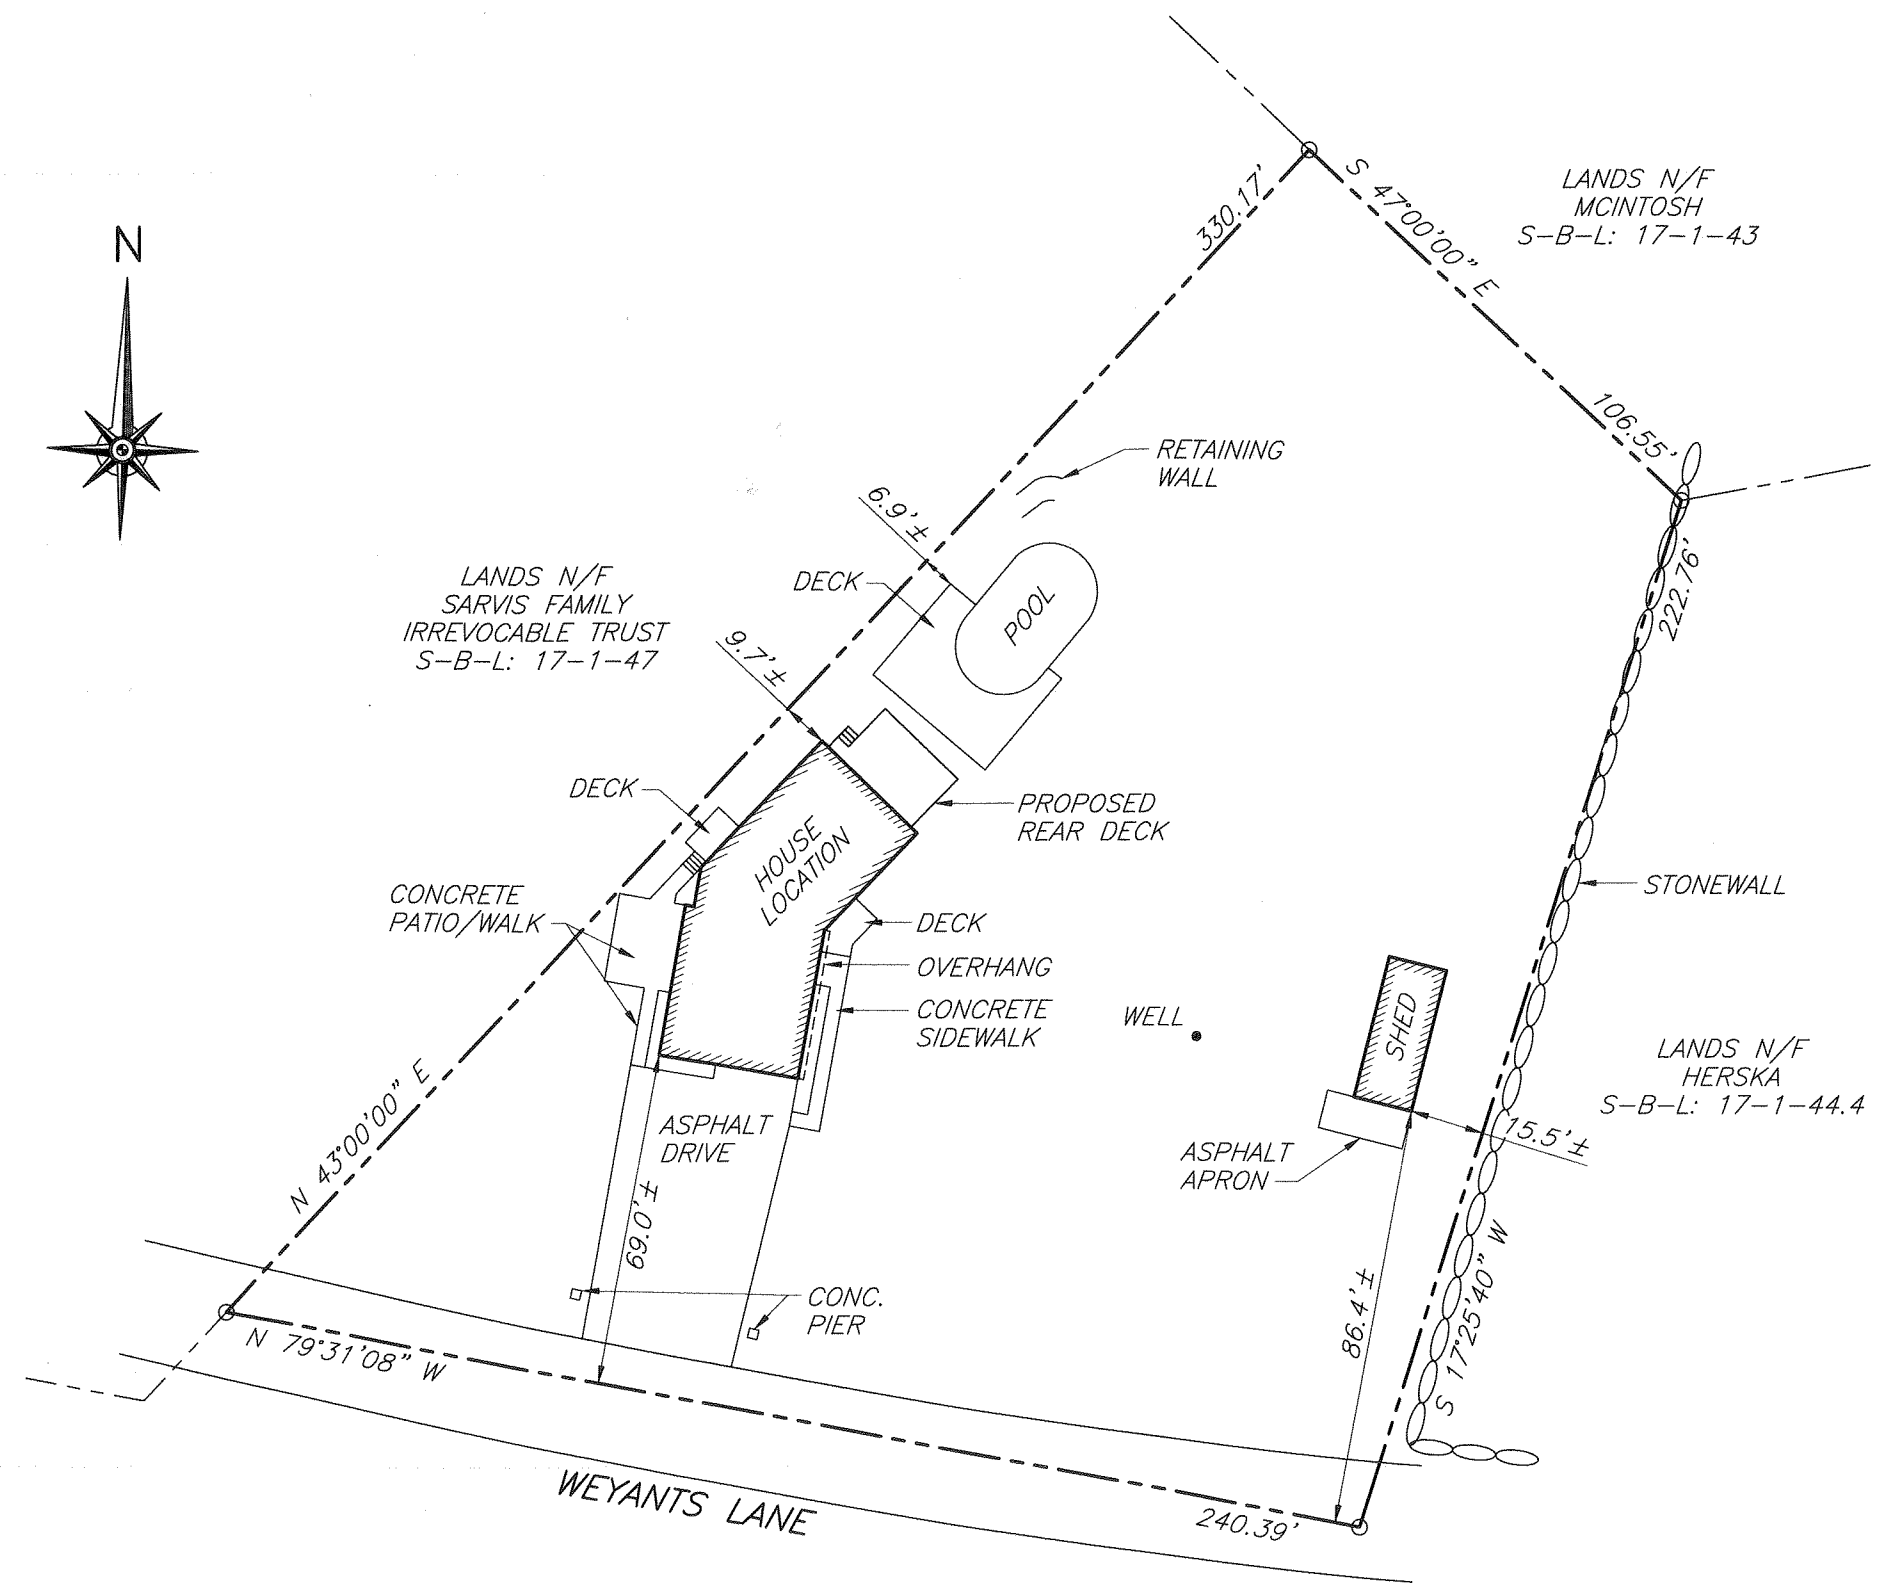 N
330.17'
S 47°00'00" E
LANDS N/F
MCINTOSH
S-B-L: 17-1-43
106.55'
RETAINING
WALL
6.9'±
DECK
POOL
LANDS N/F
SARVIS FAMILY
IRREVOCABLE TRUST
S-B-L: 17-1-47
9.7'±
222.76'
DECK
PROPOSED
REAR DECK
HOUSE
LOCATION
CONCRETE
PATIO/WALK
DECK
OVERHANG
CONCRETE
SIDEWALK
STONEWALL
WELL
SHED
LANDS N/F
HERSKA
S-B-L: 17-1-44.4
N 43°00'00" E
ASPHALT
DRIVE
ASPHALT
APRON
15.5'±
69.0'±
86.4'±
S 17°25'40" W
CONC.
PIER
N 79°31'08" W
240.39'
WEYANTS LANE